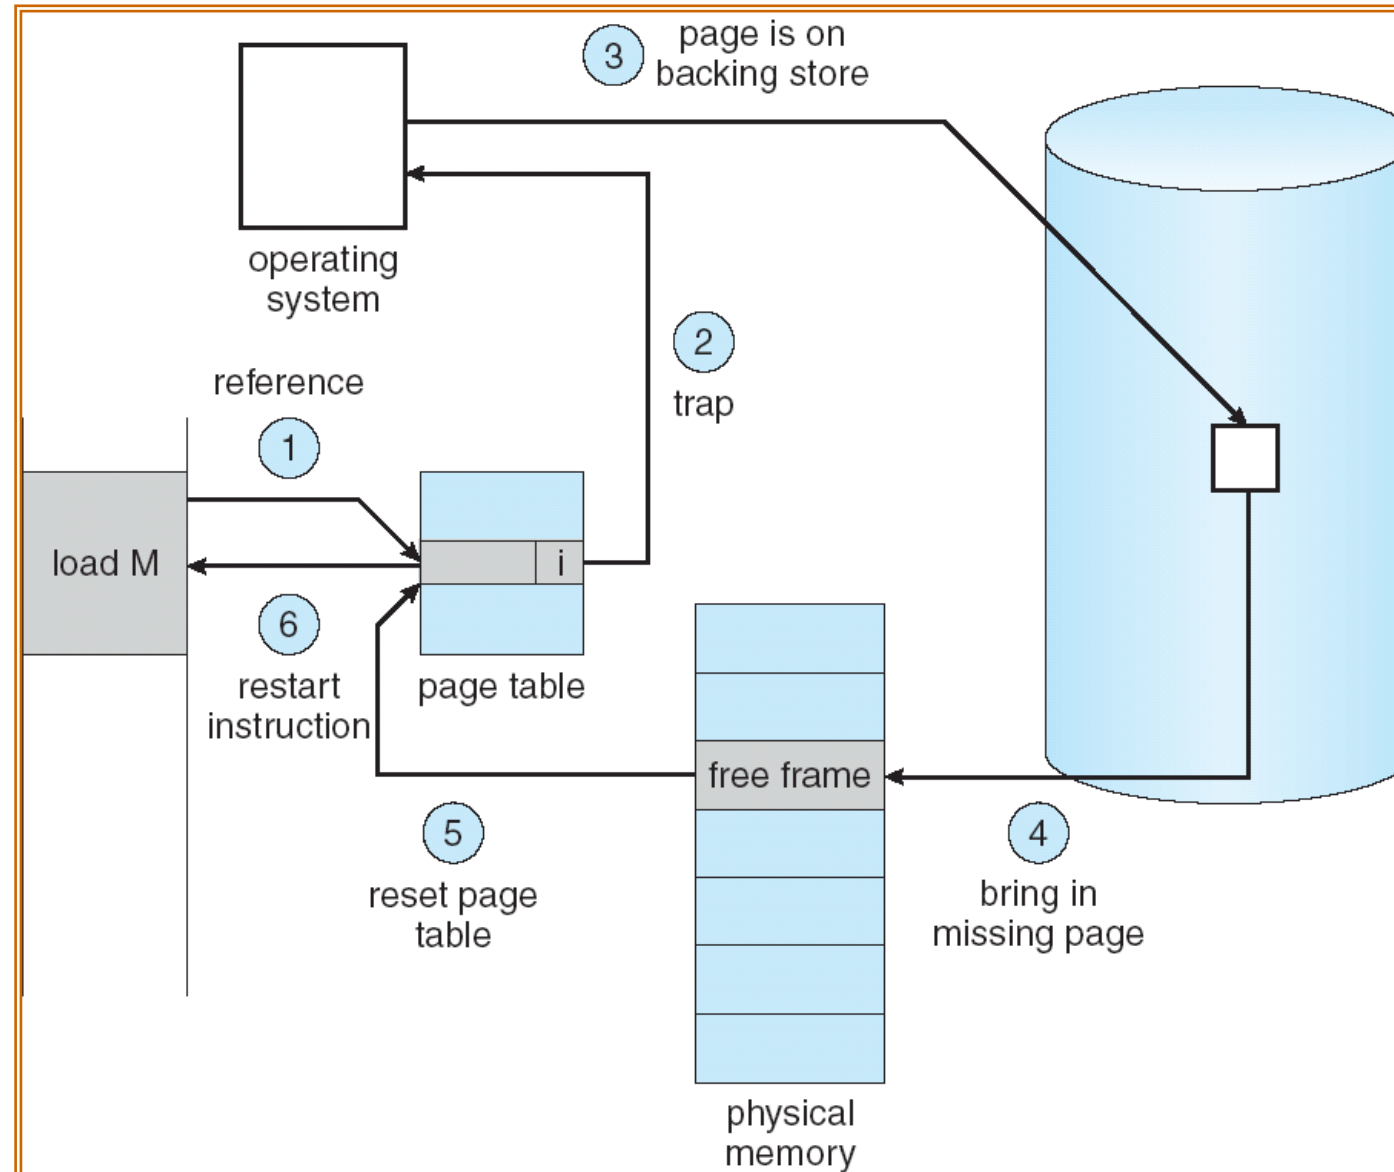 3
page is on
backing store
operating
system
2
trap
reference
1
load M
i
6
restart
instruction
page table
free frame
5
reset page
table
4
bring in
missing page
physical
memory